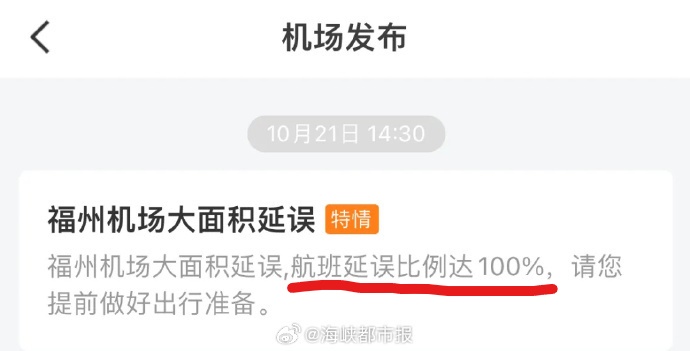 机场发布
10月21日 14:30
福州机场大面积延误 特情
福州机场大面积延误,航班延误比例达100%，请您
提前做好出行准备。
@海峡都市报